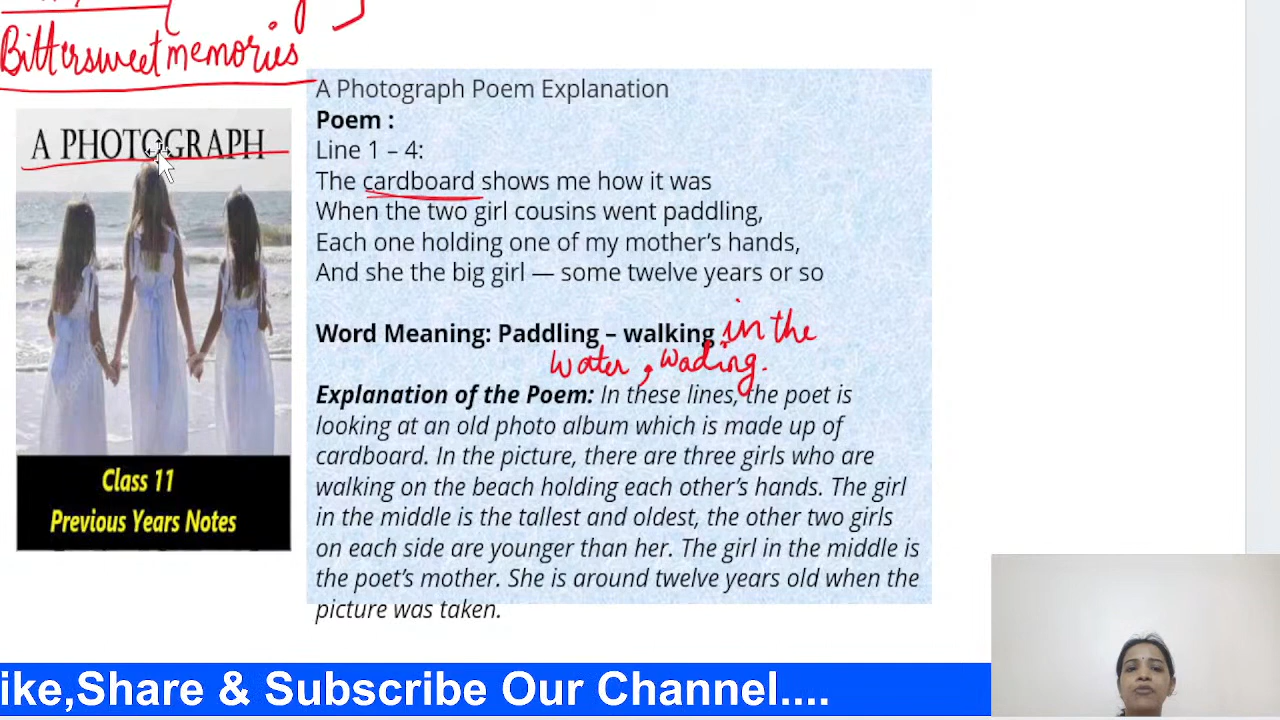 Bittersweet memories
A PHOTOGRAPH
Class 11
Previous Years Notes
A Photograph Poem Explanation
Poem :
Line 1 – 4:
The cardboard shows me how it was
When the two girl cousins went paddling,
Each one holding one of my mother’s hands,
And she the big girl — some twelve years or so
Word Meaning: Paddling – walking in the
water, wading.
Explanation of the Poem: In these lines, the poet is
looking at an old photo album which is made up of
cardboard. In the picture, there are three girls who are
walking on the beach holding each other’s hands. The girl
in the middle is the tallest and oldest, the other two girls
on each side are younger than her. The girl in the middle is
the poet’s mother. She is around twelve years old when the
picture was taken.
ike,Share & Subscribe Our Channel....